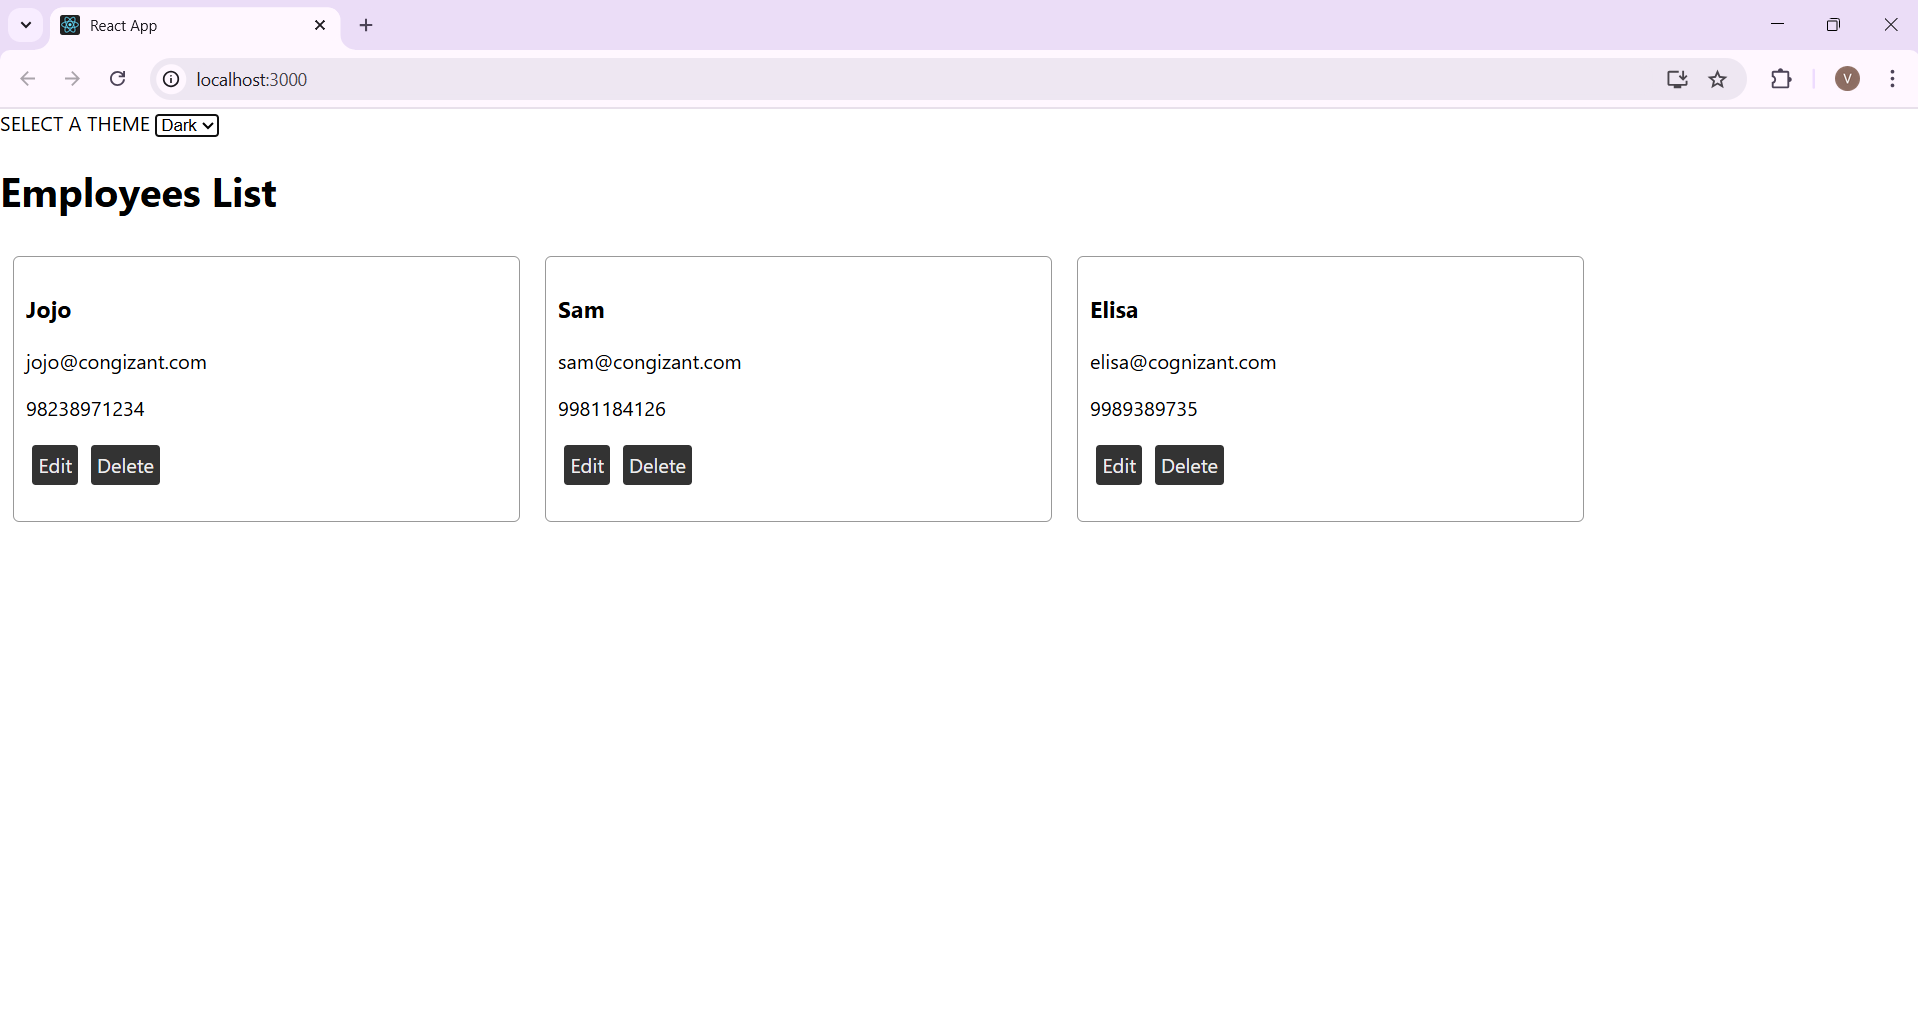 React App
localhost:3000
V
SELECT A THEME Dark
Employees List
Jojo
jojo@congizant.com
98238971234
Edit Delete
Sam
sam@congizant.com
9981184126
Edit Delete
Elisa
elisa@cognizant.com
9989389735
Edit Delete